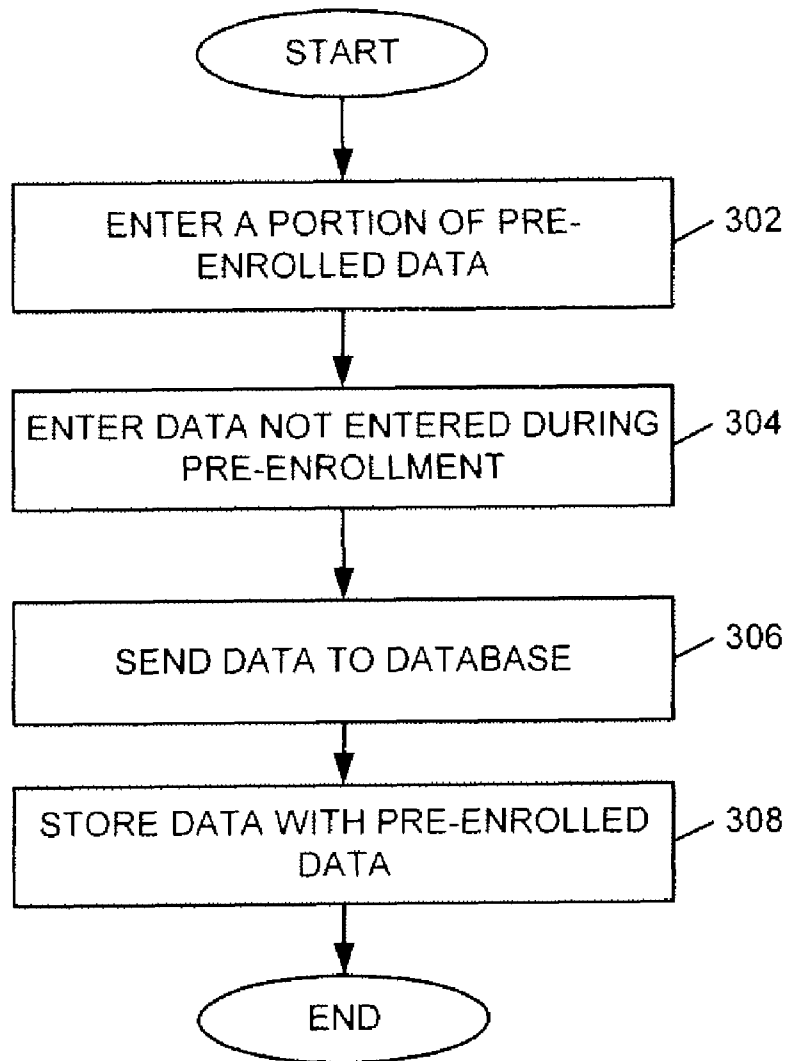 START
ENTER A PORTION OF PRE-
ENROLLED DATA
302
ENTER DATA NOT ENTERED DURING
PRE-ENROLLMENT
304
SEND DATA TO DATABASE
306
STORE DATA WITH PRE-ENROLLED
DATA
308
END